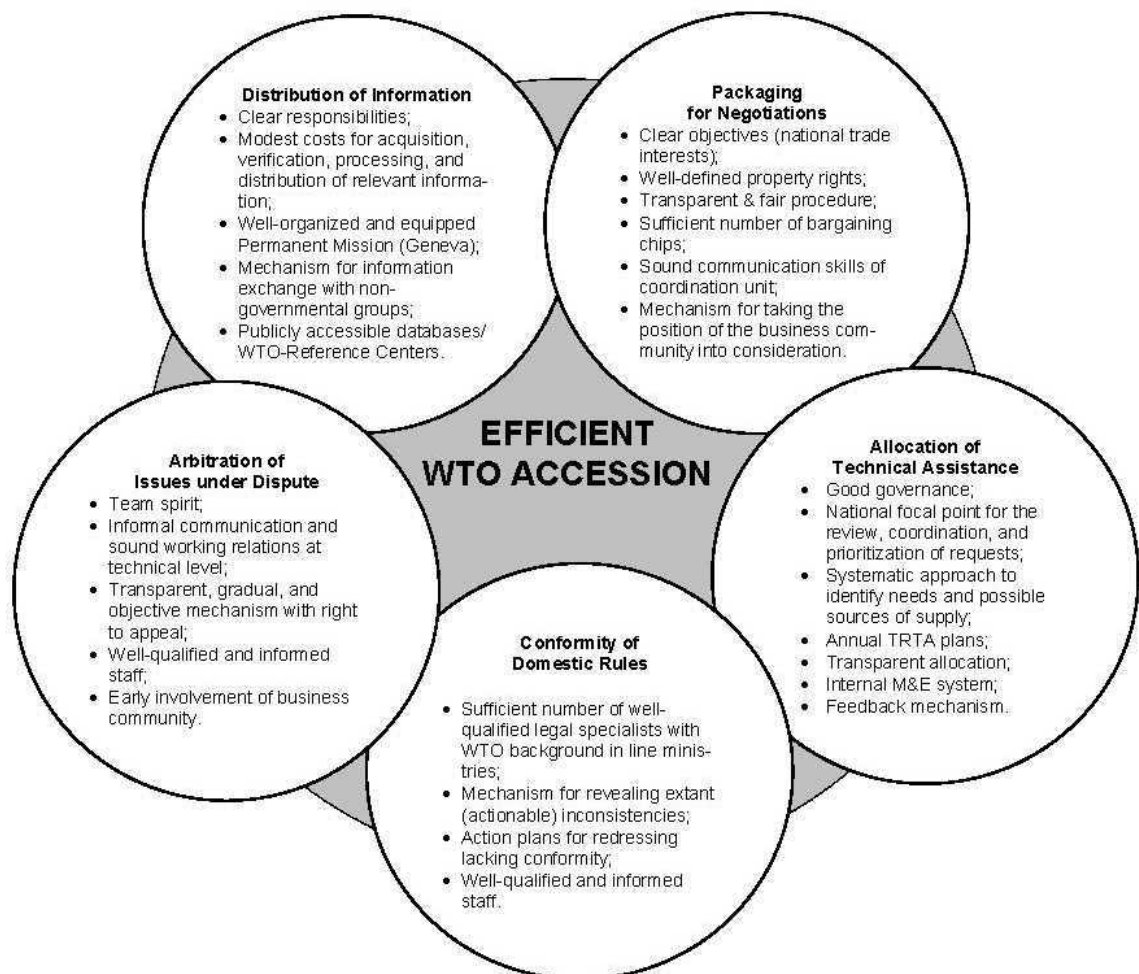 Distribution of Information
• Clear responsibilities;
• Modest costs for acquisition,
verification, processing, and
distribution of relevant informa-
tion;
• Well-organized and equipped
Permanent Mission (Geneva);
• Mechanism for information
exchange with non-
governmental groups;
• Publicly accessible databases/
WTO-Reference Centers.
Packaging
for Negotiations
• Clear objectives (national trade
interests);
• Well-defined property rights;
• Transparent & fair procedure;
• Sufficient number of bargaining
chips;
• Sound communication skills of
coordination unit;
• Mechanism for taking the
position of the business com-
munity into consideration.
EFFICIENT
WTO ACCESSION
Arbitration of
Issues under Dispute
• Team spirit;
• Informal communication and
sound working relations at
technical level;
• Transparent, gradual, and
objective mechanism with right
to appeal;
• Well-qualified and informed
staff;
• Early involvement of business
community.
Allocation of
Technical Assistance
• Good governance;
• National focal point for the
review, coordination, and
prioritization of requests;
• Systematic approach to
identify needs and possible
sources of supply;
• Annual TRTA plans;
• Transparent allocation;
• Internal M&E system;
• Feedback mechanism.
Conformity of
Domestic Rules
• Sufficient number of well-
qualified legal specialists with
WTO background in line minis-
tries;
• Mechanism for revealing extant
(actionable) inconsistencies;
• Action plans for redressing
lacking conformity;
• Well-qualified and informed
staff.